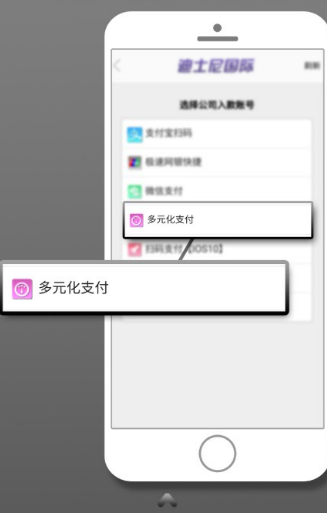 迪士尼国际
刷新
选择公司入款账号
支付宝扫码
极速网银快捷
微信支付
多元化支付
扫码支付【IOS10】
多元化支付